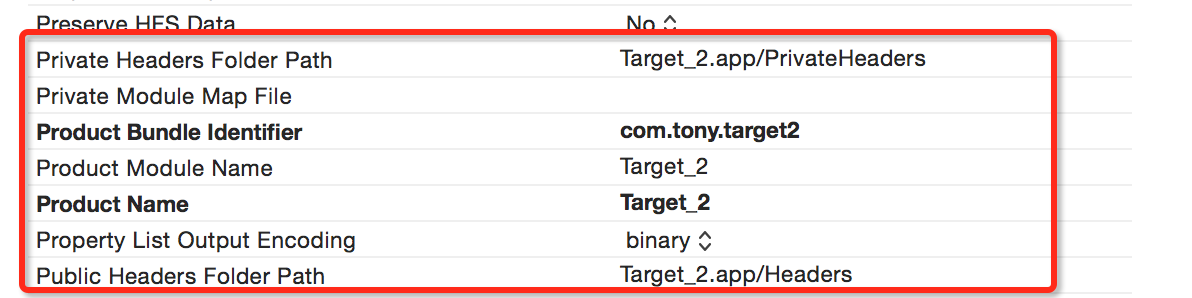 Preserve HFS Data No
Private Headers Folder Path Target_2.app/PrivateHeaders
Private Module Map File
Product Bundle Identifier com.tony.target2
Product Module Name Target_2
Product Name Target_2
Property List Output Encoding binary
Public Headers Folder Path Target_2.app/Headers